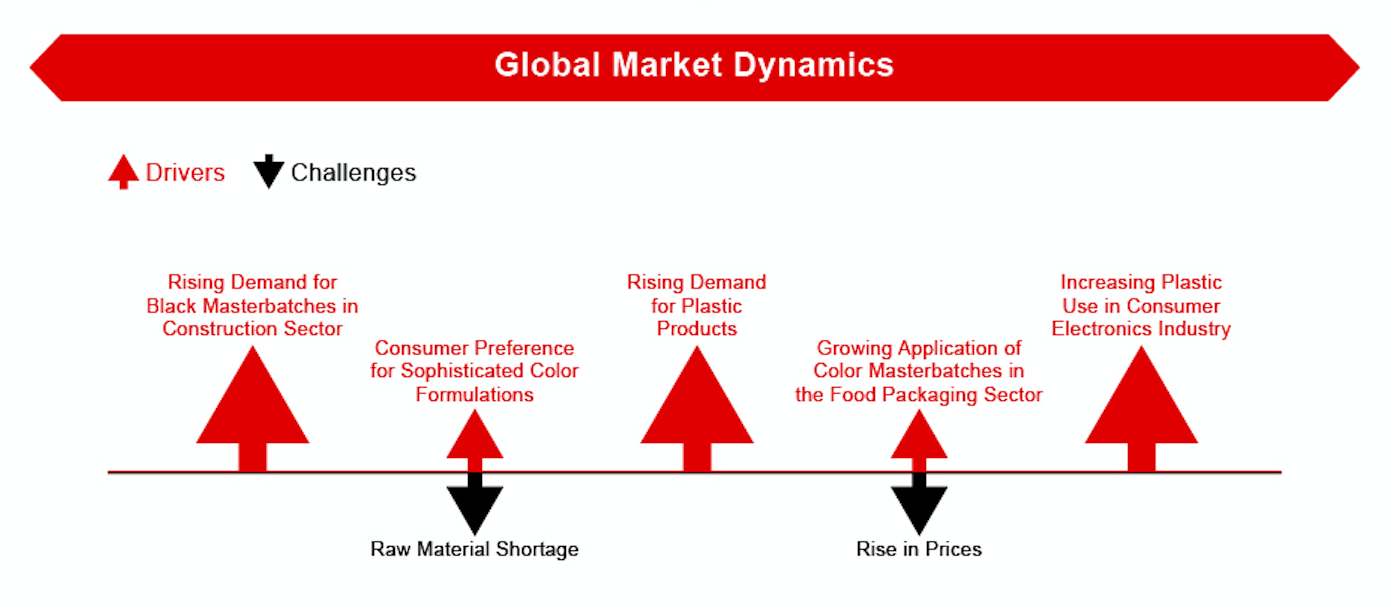 Global Market Dynamics
Drivers
Challenges
Rising Demand for
Black Masterbatches in
Construction Sector
Consumer Preference
for Sophisticated Color
Formulations
Rising Demand
for Plastic
Products
Growing Application of
Color Masterbatches in
the Food Packaging Sector
Increasing Plastic
Use in Consumer
Electronics Industry
Raw Material Shortage
Rise in Prices